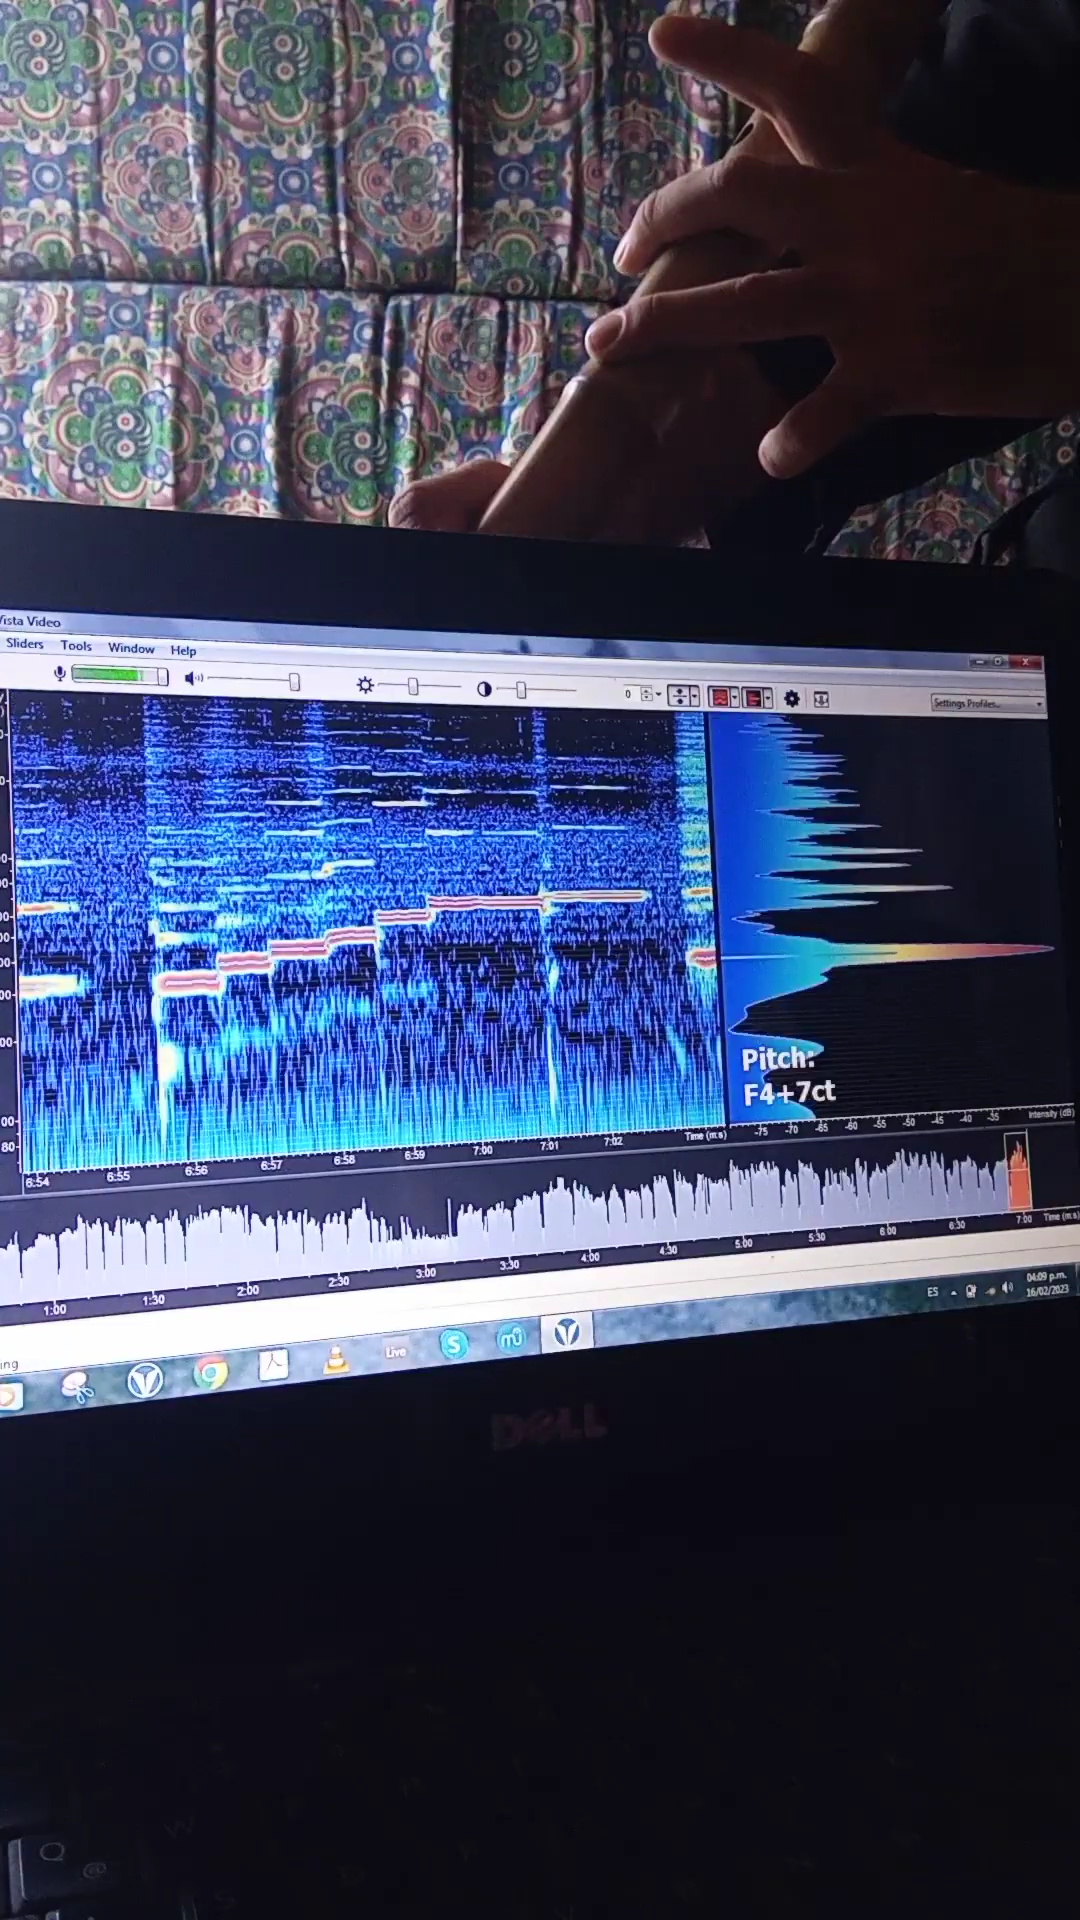 Vista Video
Sliders Tools Window Help
0
Settings Profiles...
Pitch:
F4+7ct
-75 -70 -65 -60 -55 -50 -45 -40 -35 Intensity (dB)
80
6:54 6:55 6:56 6:57 6:58 6:59 7:00 7:01 7:02 Time (m:s)
1:00 1:30 2:00 2:30 3:00 3:30 4:00 4:30 5:00 5:30 6:00 6:30 7:00 Time (m:s)
ES
04:09 p.m.
16/02/2023
ing
Live
S
mü
DELL
Q
@
W